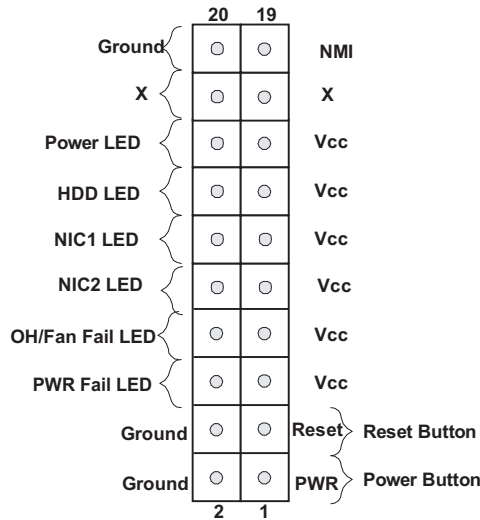 20 19
Ground NMI
X X
Power LED Vcc
HDD LED Vcc
NIC1 LED Vcc
NIC2 LED Vcc
OH/Fan Fail LED Vcc
PWR Fail LED Vcc
Ground Reset Reset Button
Ground PWR Power Button
2 1